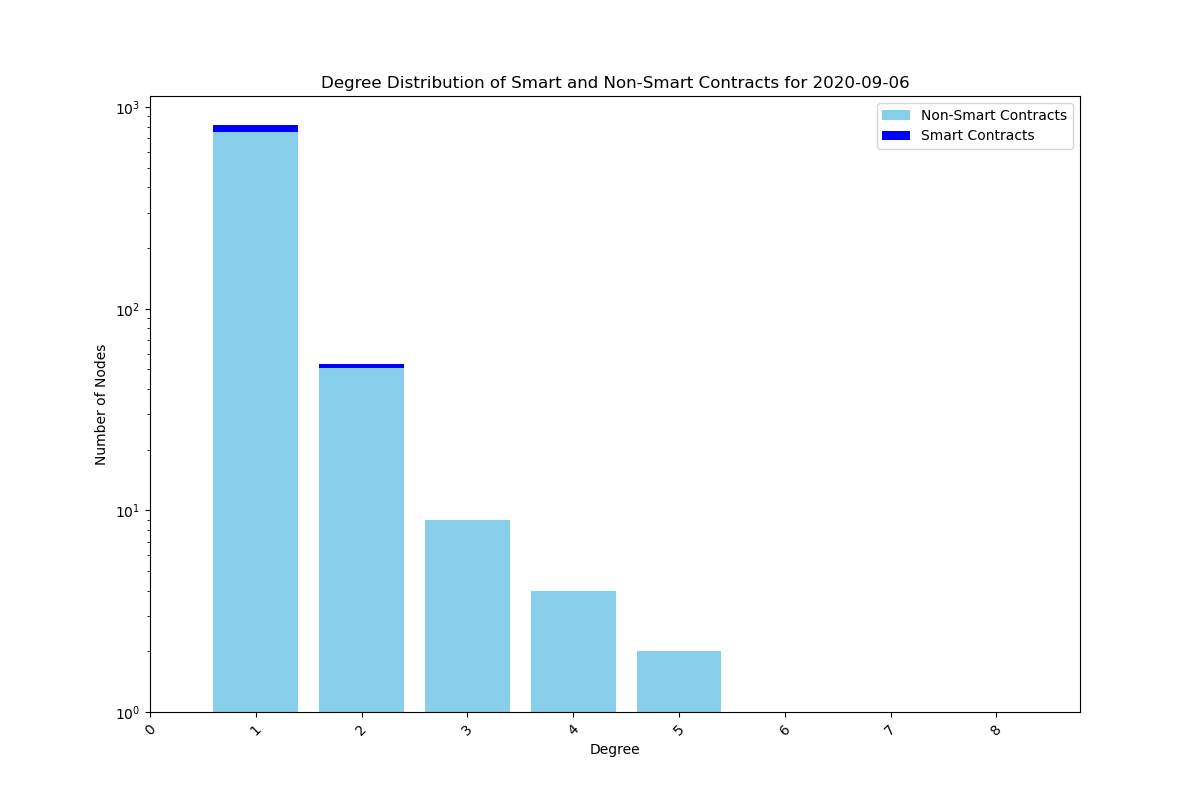 Degree Distribution of Smart and Non-Smart Contracts for 2020-09-06
Non-Smart Contracts
Smart Contracts
Number of Nodes
10³
10²
10¹
10⁰
0 1 2 3 4 5 6 7 8
Degree